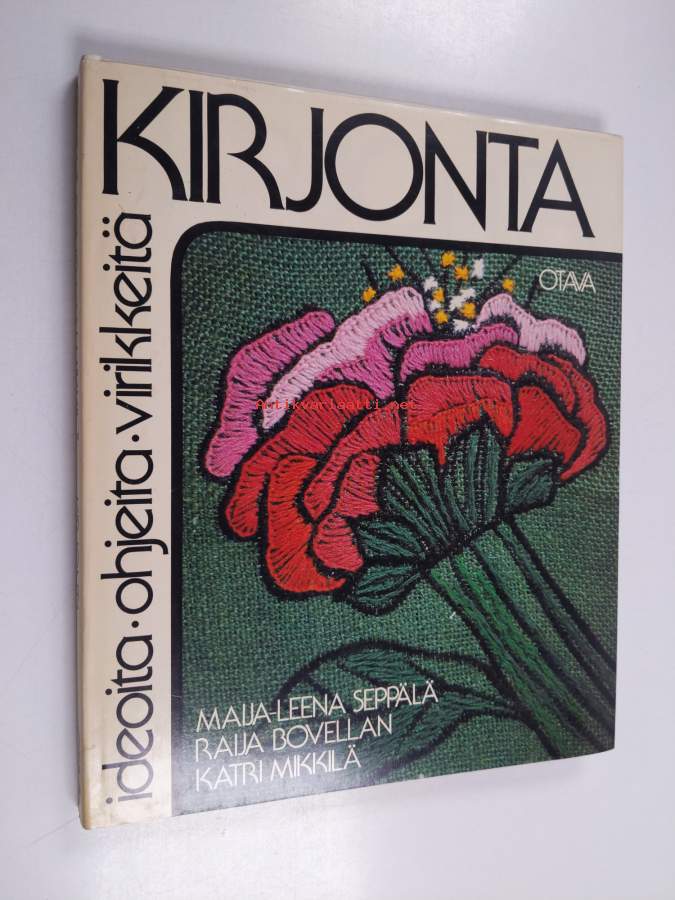 KIRJONTA
ideoita · ohjeita · virikkeitä
OTAVA
Antikvariaatti.net
MAIJA-LEENA SEPPÄLÄ
RAIJA BOVELLAN
KATRI MIKKILÄ